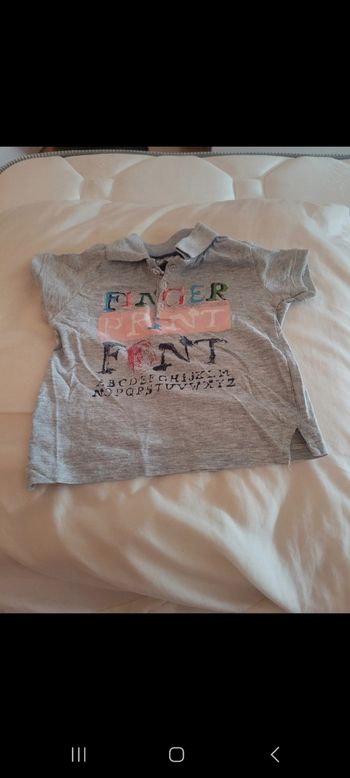 FINGER
PRINT
FONT
ABCDEFGHIJKLM
NOPQRSTUVWXYZ